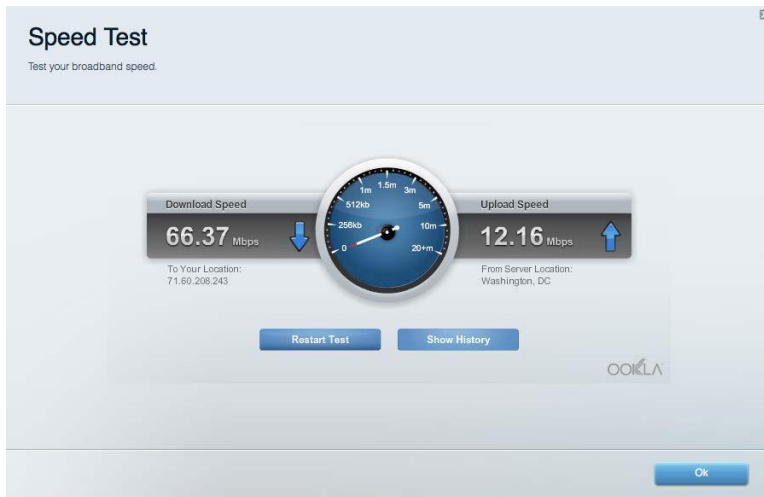 Speed Test
Test your broadband speed.
Download Speed
66.37 Mbps
To Your Location:
71.60.208.243
0
256kb
512kb
1m
1.5m
3m
5m
10m
20+m
Upload Speed
12.16 Mbps
From Server Location:
Washington, DC
Restart Test
Show History
OOKLA
Ok